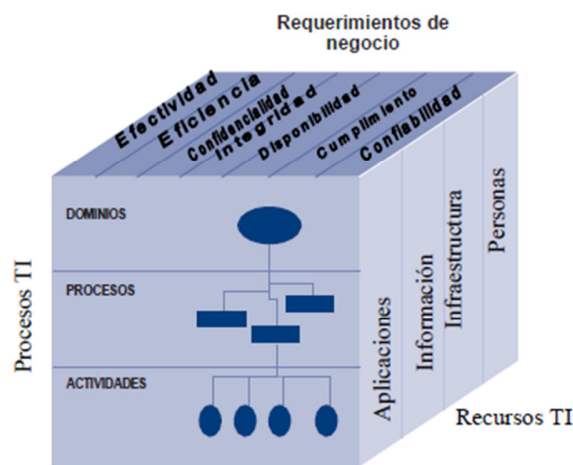 Requerimientos de
negocio
Efectividad
Eficiencia
Confidencialidad
Integridad
Disponibilidad
Cumplimiento
Confiabilidad
DOMINIOS
PROCESOS
ACTIVIDADES
Procesos TI
Aplicaciones
Información
Infraestructura
Personas
Recursos TI